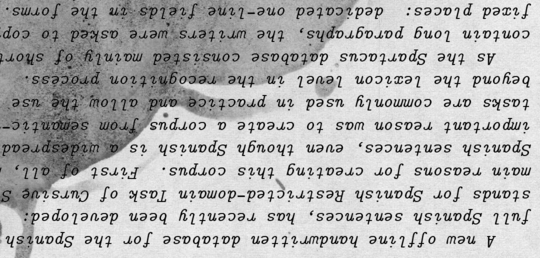 A new offline handwritten database for the Spanish
full Spanish sentences, has recently been developed:
stands for Spanish Restricted-domain Task of Cursive S
main reasons for creating this corpus. First of all,
Spanish sentences, even though Spanish is a widespread
important reason was to create a corpus from semantic-
tasks are commonly used in practice and allow the use
beyond the lexicon level in the recognition process.
As the Spartacus database consisted mainly of short
contain long paragraphs, the writers were asked to cop
fixed places: dedicated one-line fields in the forms.